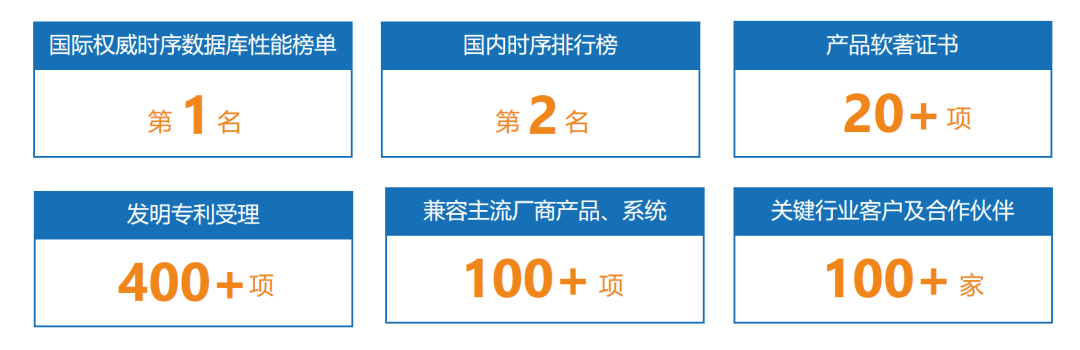 国际权威时序数据库性能榜单
第 1 名
国内时序排行榜
第 2 名
产品软著证书
20+ 项
发明专利受理
400+ 项
兼容主流厂商产品、系统
100+ 项
关键行业客户及合作伙伴
100+ 家